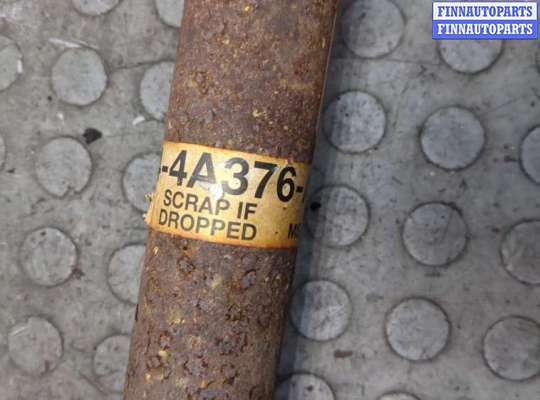 FINNAUTOPARTS
FINNAUTOPARTS
-4A376-
SCRAP IF
DROPPED